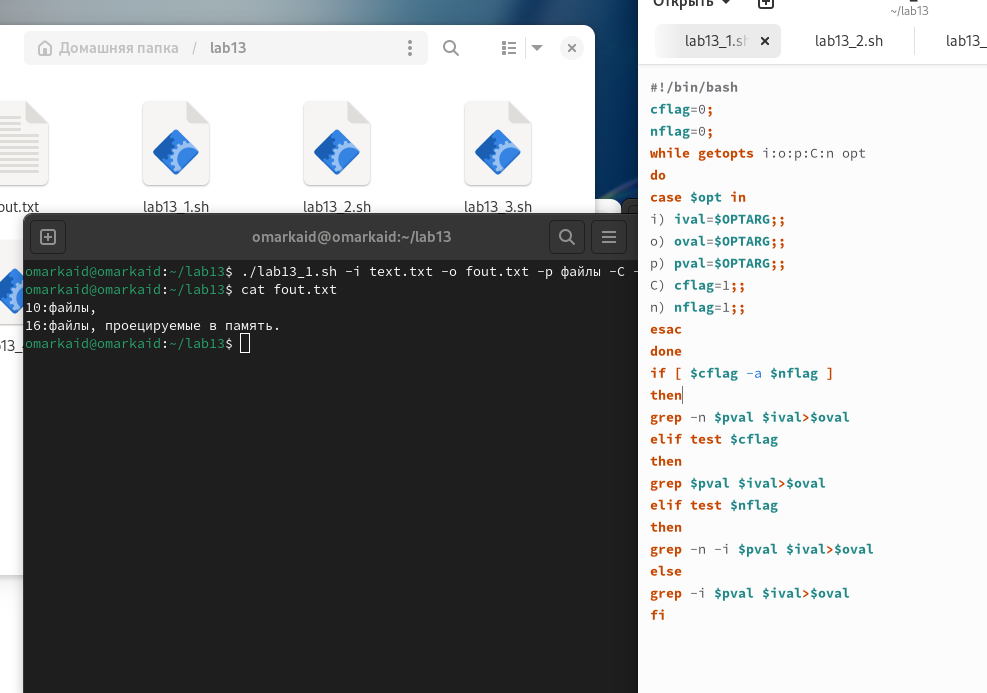 Домашняя папка / lab13
out.txt
lab13_1.sh
lab13_2.sh
lab13_3.sh
omarkaid@omarkaid:~/lab13
omarkaid@omarkaid:~/lab13$ ./lab13_1.sh -i text.txt -o fout.txt -p файлы -C -
omarkaid@omarkaid:~/lab13$ cat fout.txt
10:файлы,
16:файлы, проецируемые в память.
omarkaid@omarkaid:~/lab13$
Открыть
~/lab13
lab13_1.sh
lab13_2.sh
lab13_
#!/bin/bash
cflag=0;
nflag=0;
while getopts i:o:p:C:n opt
do
case $opt in
i) ival=$OPTARG;;
o) oval=$OPTARG;;
p) pval=$OPTARG;;
C) cflag=1;;
n) nflag=1;;
esac
done
if [ $cflag -a $nflag ]
then
grep -n $pval $ival>$oval
elif test $cflag
then
grep $pval $ival>$oval
elif test $nflag
then
grep -n -i $pval $ival>$oval
else
grep -i $pval $ival>$oval
fi